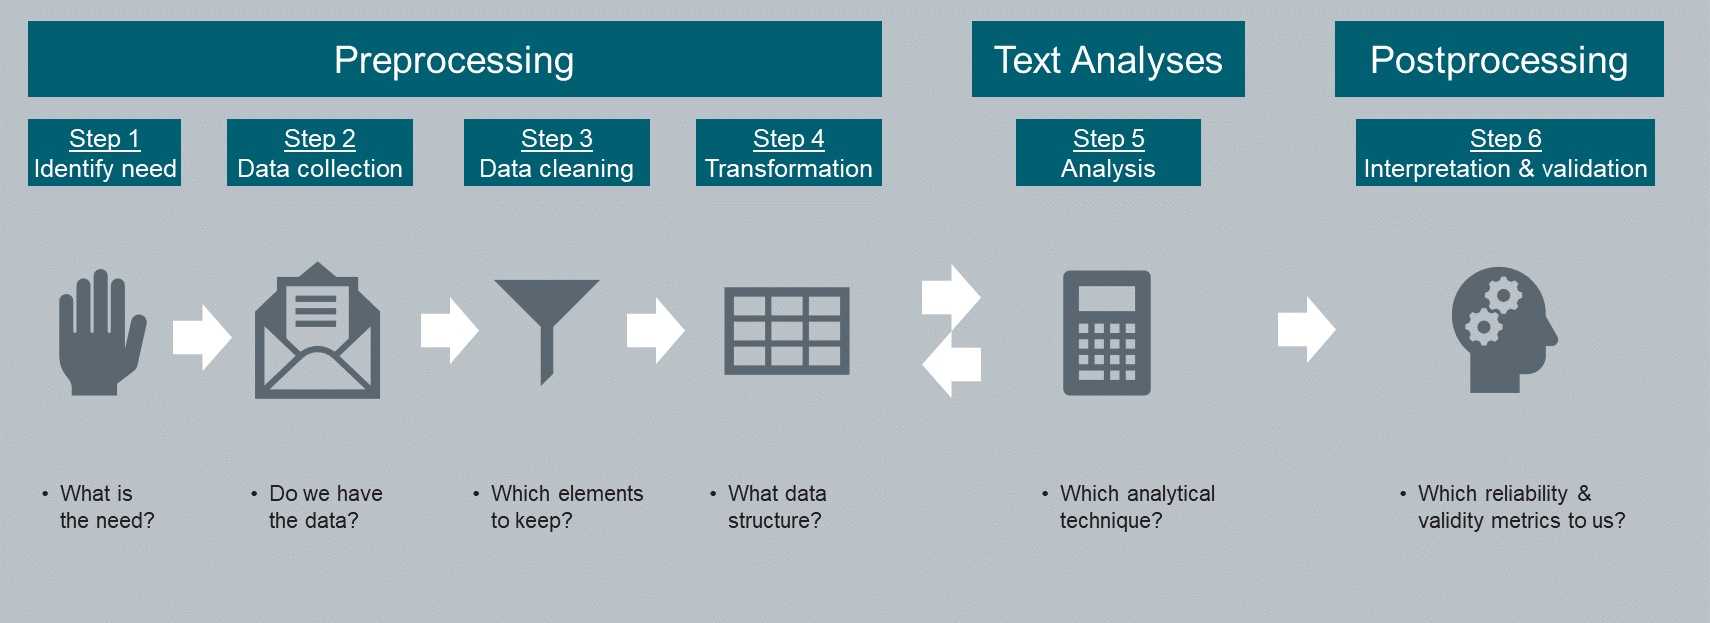 Preprocessing
Text Analyses
Postprocessing
Step 1
Identify need
Step 2
Data collection
Step 3
Data cleaning
Step 4
Transformation
Step 5
Analysis
Step 6
Interpretation & validation
• What is
the need?
• Do we have
the data?
• Which elements
to keep?
• What data
structure?
• Which analytical
technique?
• Which reliability &
validity metrics to us?